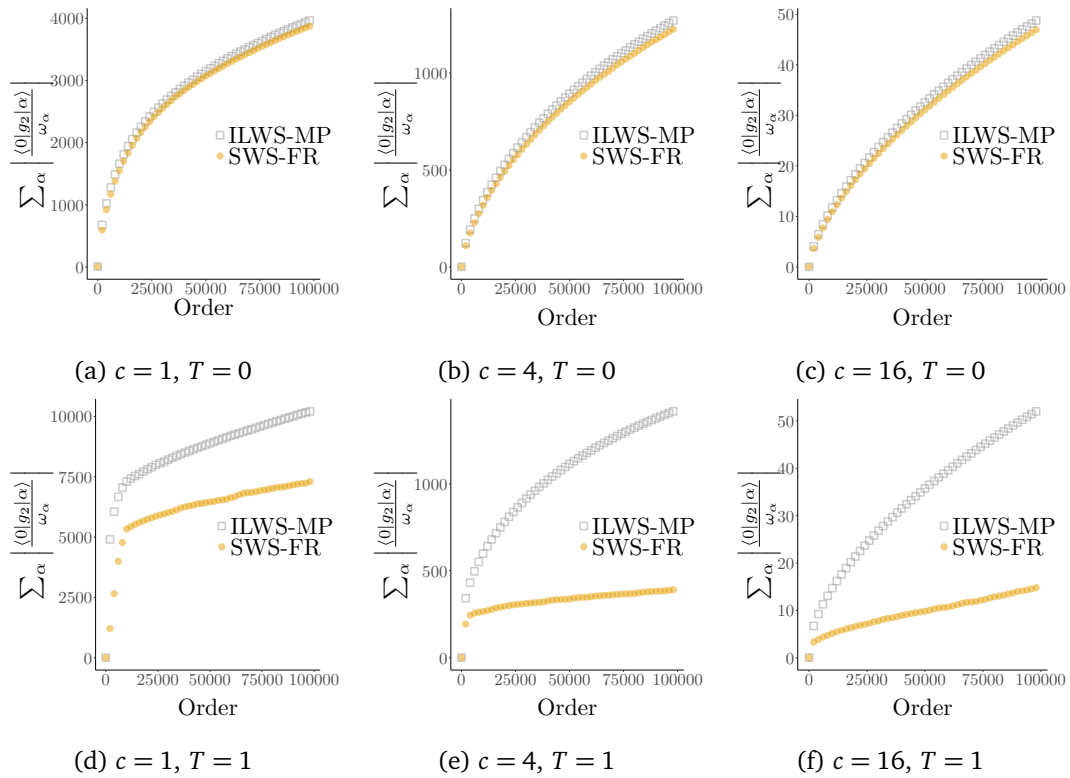 4000
3000
2000
1000
0
∑α |⟨0|g2|α⟩/ωα|
ILWS-MP
SWS-FR
0 25000 50000 75000 100000
Order
(a) c = 1, T = 0
1000
500
0
∑α |⟨0|g2|α⟩/ωα|
ILWS-MP
SWS-FR
0 25000 50000 75000 100000
Order
(b) c = 4, T = 0
50
40
30
20
10
0
∑α |⟨0|g2|α⟩/ωα|
ILWS-MP
SWS-FR
0 25000 50000 75000 100000
Order
(c) c = 16, T = 0
10000
7500
5000
2500
0
∑α |⟨0|g2|α⟩/ωα|
ILWS-MP
SWS-FR
0 25000 50000 75000 100000
Order
(d) c = 1, T = 1
1000
500
0
∑α |⟨0|g2|α⟩/ωα|
ILWS-MP
SWS-FR
0 25000 50000 75000 100000
Order
(e) c = 4, T = 1
50
40
30
20
10
0
∑α |⟨0|g2|α⟩/ωα|
ILWS-MP
SWS-FR
0 25000 50000 75000 100000
Order
(f) c = 16, T = 1